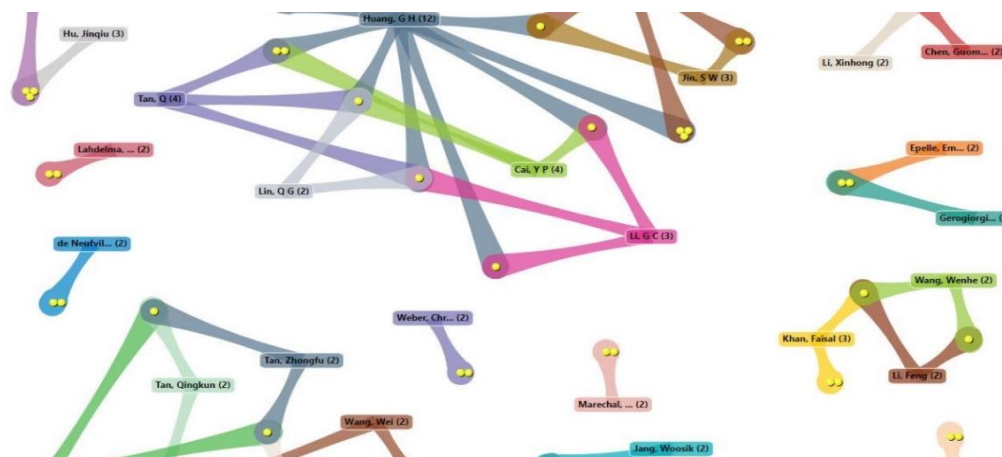 Huang, G H (12)
Hu, Jinqiu (3)
Chen, Guom... (2)
Li, Xinhong (2)
Jin, S W (3)
Tan, Q (4)
Lahdelma, ... (2)
Epelle, Em... (2)
Cai, Y P (4)
Lin, Q G (2)
Gerogiorgi... (
Li, G C (3)
de Neufvil... (2)
Wang, Wenhe (2)
Weber, Chr... (2)
Khan, Faisal (3)
Tan, Zhongfu (2)
Li, Feng (2)
Tan, Qingkun (2)
Marechal, ... (2)
Wang, Wei (2)
Jang, Woosik (2)